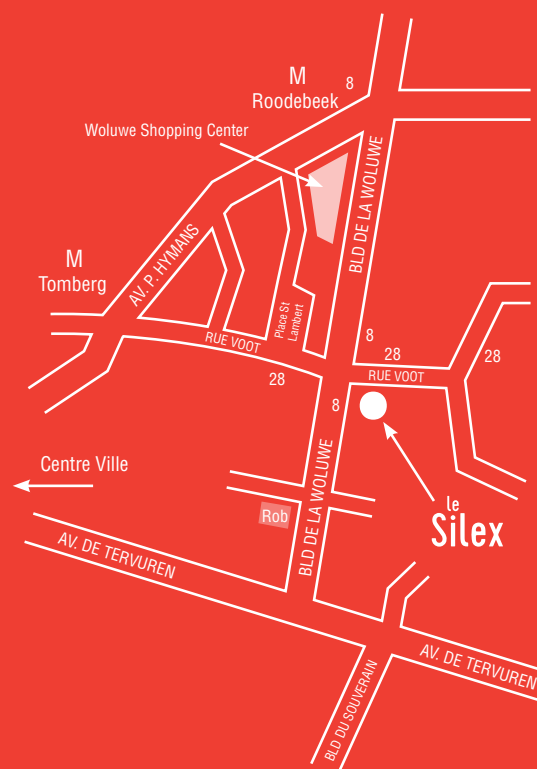 M
Roodebeek
8
Woluwe Shopping Center
BLD DE LA WOLUWE
AV. P. HYMANS
M
Tomberg
Place St
Lambert
RUE VOOT
8
28
28
RUE VOOT
28
8
Centre Ville
BLD DE LA WOLUWE
Rob
le
Silex
AV. DE TERVUREN
AV. DE TERVUREN
BLD DU SOUVERAIN